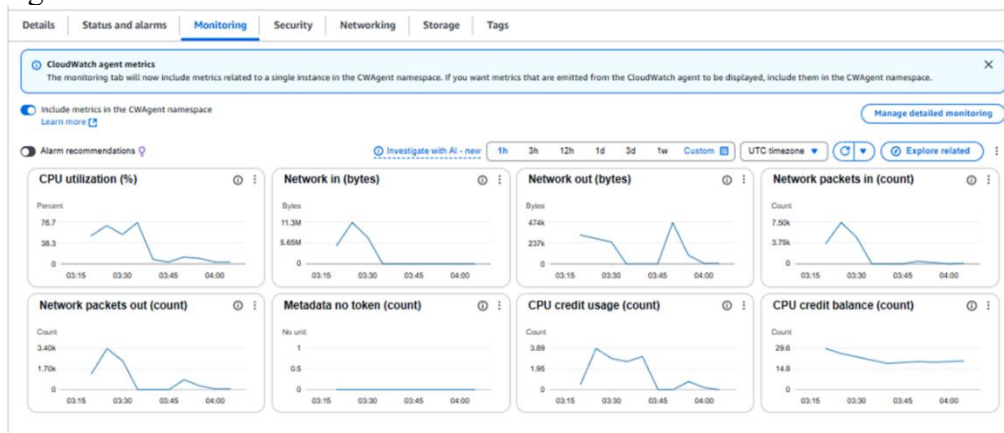 Details Status and alarms Monitoring Security Networking Storage Tags
CloudWatch agent metrics
The monitoring tab will now include metrics related to a single instance in the CWAgent namespace. If you want metrics that are emitted from the CloudWatch agent to be displayed, include them in the CWAgent namespace.
Include metrics in the CWAgent namespace
Learn more
Manage detailed monitoring
Alarm recommendations
Investigate with AI - new 1h 3h 12h 1d 3d 1w Custom UTC timezone Explore related
CPU utilization (%)
Percent
76.7
38.3
0
03:15 03:30 03:45 04:00
Network in (bytes)
Bytes
11.3M
5.65M
0
03:15 03:30 03:45 04:00
Network out (bytes)
Bytes
474k
237k
0
03:15 03:30 03:45 04:00
Network packets in (count)
Count
7.50k
3.75k
0
03:15 03:30 03:45 04:00
Network packets out (count)
Count
3.40k
1.70k
0
03:15 03:30 03:45 04:00
Metadata no token (count)
No unit
1
0.5
0
03:15 03:30 03:45 04:00
CPU credit usage (count)
Count
3.89
1.95
0
03:15 03:30 03:45 04:00
CPU credit balance (count)
Count
29.6
14.8
0
03:15 03:30 03:45 04:00